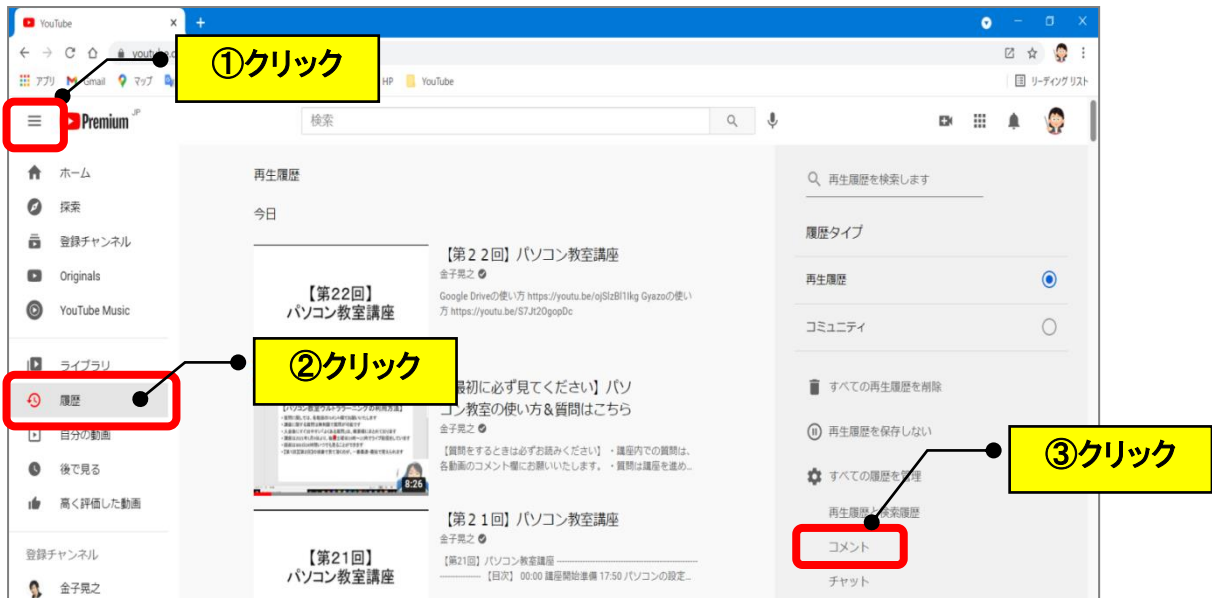 YouTube
①クリック
アプリ
Gmail
マップ
HP
YouTube
リーディング リスト
Premium JP
検索
ホーム
探索
登録チャンネル
Originals
YouTube Music
ライブラリ
②クリック
履歴
自分の動画
後で見る
高く評価した動画
登録チャンネル
金子晃之
再生履歴
今日
【第22回】
パソコン教室講座
【第２２回】パソコン教室講座
金子晃之
Google Driveの使い方 https://youtu.be/ojSlzBl1lkg Gyazoの使い
方 https://youtu.be/S7Jt2OgopDc
最初に必ず見てください】パソ
コン教室の使い方＆質問はこちら
金子晃之
【質問をするときは必ずお読みください】 ・講座内での質問は、
各動画のコメント欄にお願いいたします。 ・質問は講座を進め...
8:26
【第21回】
パソコン教室講座
【第２１回】パソコン教室講座
金子晃之
【第21回】パソコン教室講座 ----------------------------------------
------------ 【目次】 00:00 講座開始準備 17:50 パソコンの設定...
再生履歴を検索します
履歴タイプ
再生履歴
コミュニティ
すべての再生履歴を削除
再生履歴を保存しない
③クリック
すべての履歴を管理
再生履歴と検索履歴
コメント
チャット